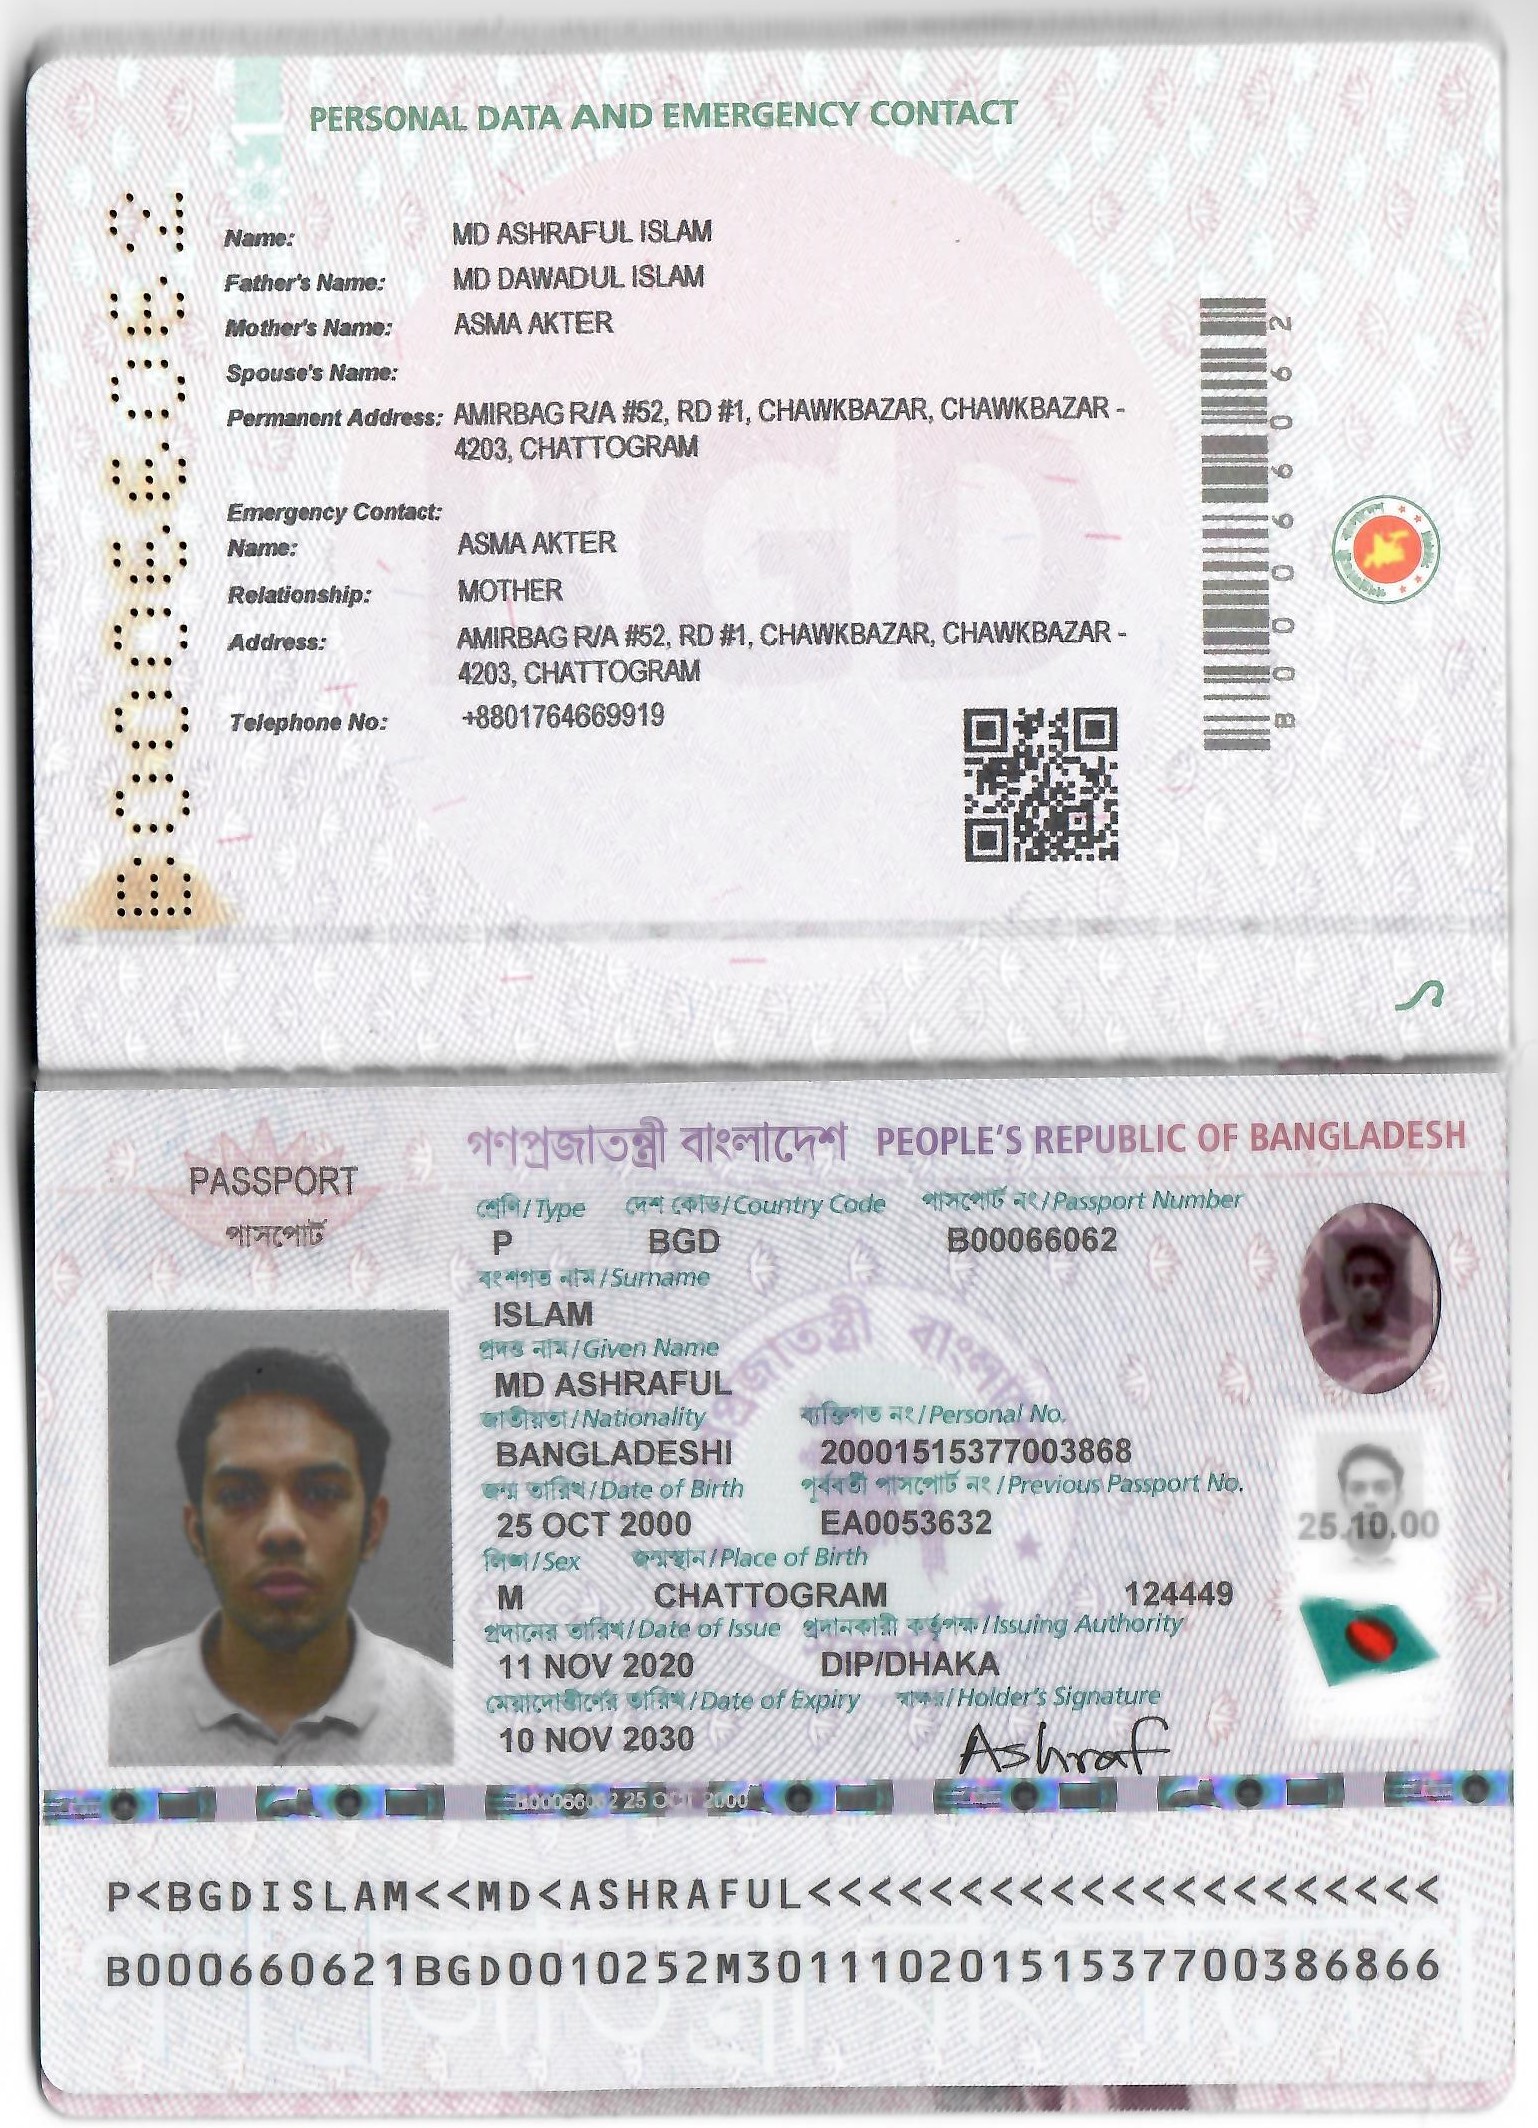 PERSONAL DATA AND EMERGENCY CONTACT
Name: MD ASHRAFUL ISLAM
Father's Name: MD DAWADUL ISLAM
Mother's Name: ASMA AKTER
Spouse's Name:
Permanent Address: AMIRBAG R/A #52, RD #1, CHAWKBAZAR, CHAWKBAZAR -
4203, CHATTOGRAM
Emergency Contact:
Name: ASMA AKTER
Relationship: MOTHER
Address: AMIRBAG R/A #52, RD #1, CHAWKBAZAR, CHAWKBAZAR -
4203, CHATTOGRAM
Telephone No: +8801764669919
B00066062
B00066062
গণপ্রজাতন্ত্রী বাংলাদেশ PEOPLE'S REPUBLIC OF BANGLADESH
PASSPORT
পাসপোর্ট
শ্রেণি/Type দেশ কোড/Country Code পাসপোর্ট নং/Passport Number
P BGD B00066062
বংশগত নাম/Surname
ISLAM
প্রদত্ত নাম/Given Name
MD ASHRAFUL
জাতীয়তা/Nationality ব্যক্তিগত নং/Personal No.
BANGLADESHI 20001515377003868
জন্ম তারিখ/Date of Birth পূর্ববর্তী পাসপোর্ট নং/Previous Passport No.
25 OCT 2000 EA0053632
25.10.00
লিঙ্গ/Sex জন্মস্থান/Place of Birth
M CHATTOGRAM 124449
প্রদানের তারিখ/Date of Issue প্রদানকারী কর্তৃপক্ষ/Issuing Authority
11 NOV 2020 DIP/DHAKA
মেয়াদোত্তীর্ণের তারিখ/Date of Expiry স্বাক্ষর/Holder's Signature
10 NOV 2030 Ashraf
B00066062 25 OCT 2000
P<BGDISLAM<<MD<ASHRAFUL<<<<<<<<<<<<<<<<<<<<<
B000660621BGD0010252M30111020151537700386866